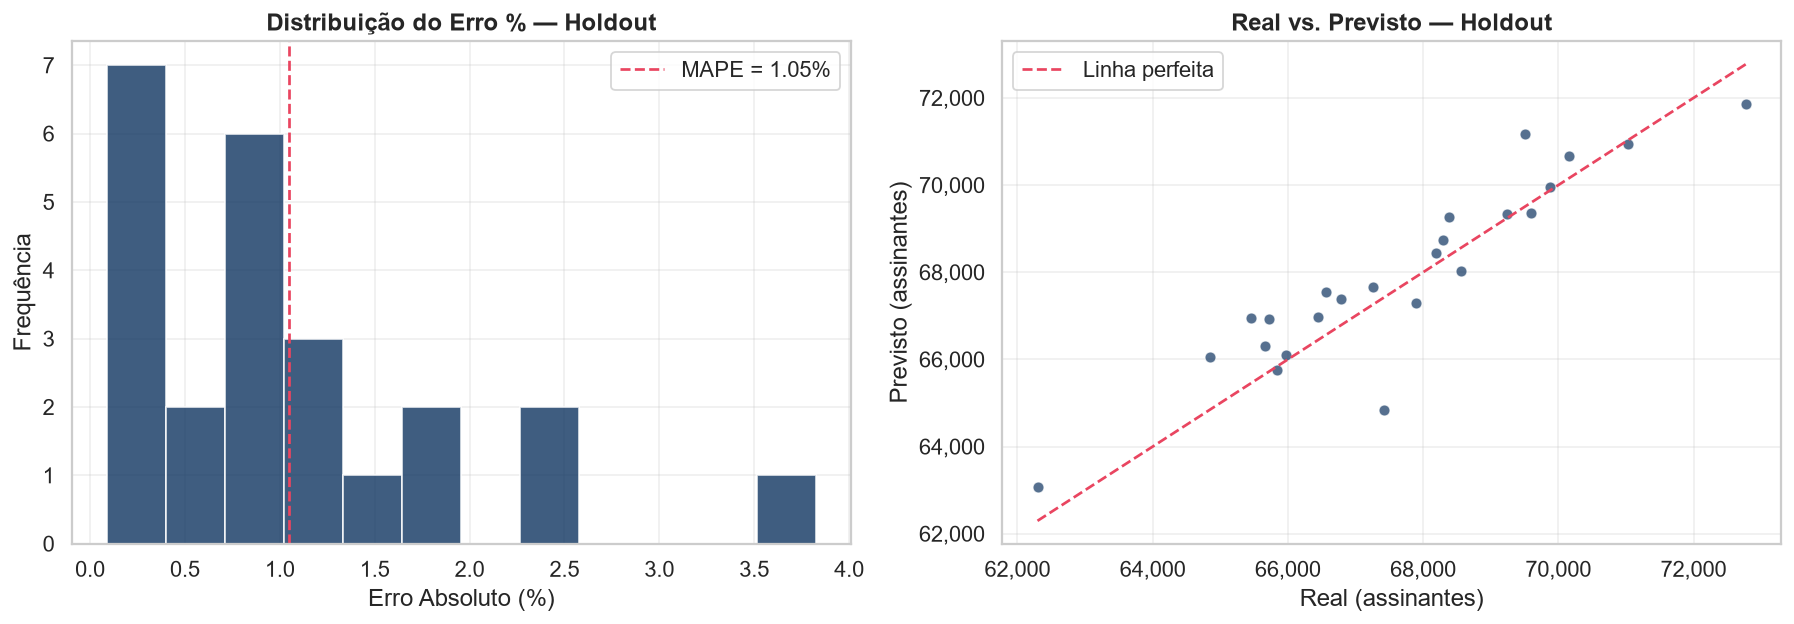 Distribuição do Erro % — Holdout
MAPE = 1.05%
Frequência
7
6
5
4
3
2
1
0
0.0 0.5 1.0 1.5 2.0 2.5 3.0 3.5 4.0
Erro Absoluto (%)
Real vs. Previsto — Holdout
Linha perfeita
Previsto (assinantes)
72,000
70,000
68,000
66,000
64,000
62,000
62,000 64,000 66,000 68,000 70,000 72,000
Real (assinantes)